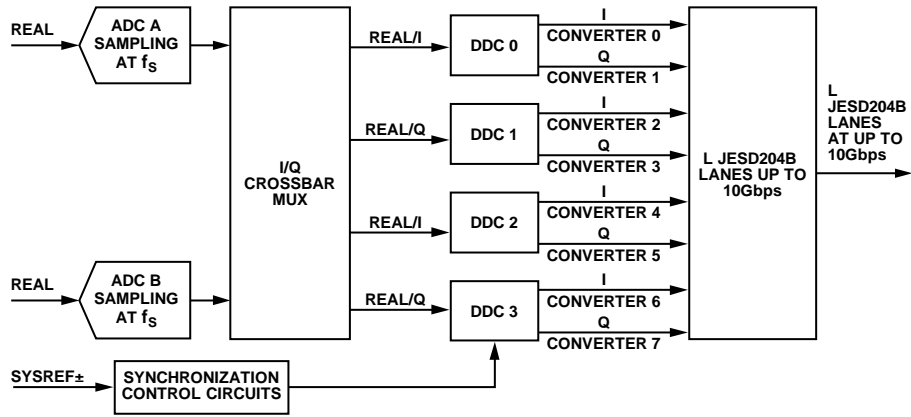 REAL
ADC A
SAMPLING
AT fS
I/Q
CROSSBAR
MUX
REAL/I
DDC 0
I
CONVERTER 0
Q
CONVERTER 1
REAL/Q
DDC 1
I
CONVERTER 2
Q
CONVERTER 3
REAL/I
DDC 2
I
CONVERTER 4
Q
CONVERTER 5
REAL
ADC B
SAMPLING
AT fS
REAL/Q
DDC 3
I
CONVERTER 6
Q
CONVERTER 7
L JESD204B
LANES UP TO
10Gbps
L
JESD204B
LANES
AT UP TO
10Gbps
SYSREF±
SYNCHRONIZATION
CONTROL CIRCUITS